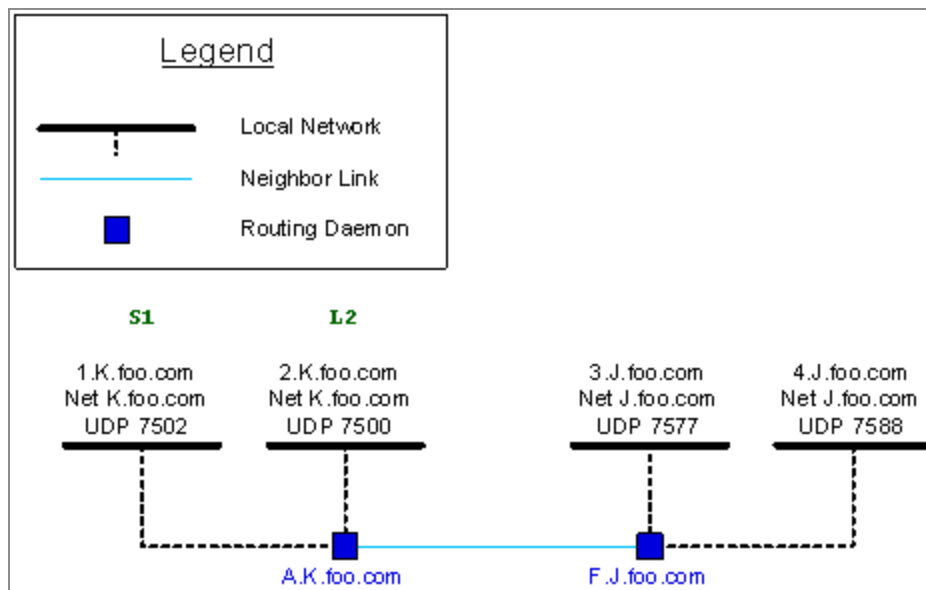 Legend
Local Network
Neighbor Link
Routing Daemon
S1
L2
1.K.foo.com
Net K.foo.com
UDP 7502
2.K.foo.com
Net K.foo.com
UDP 7500
3.J.foo.com
Net J.foo.com
UDP 7577
4.J.foo.com
Net J.foo.com
UDP 7588
A.K.foo.com
F.J.foo.com